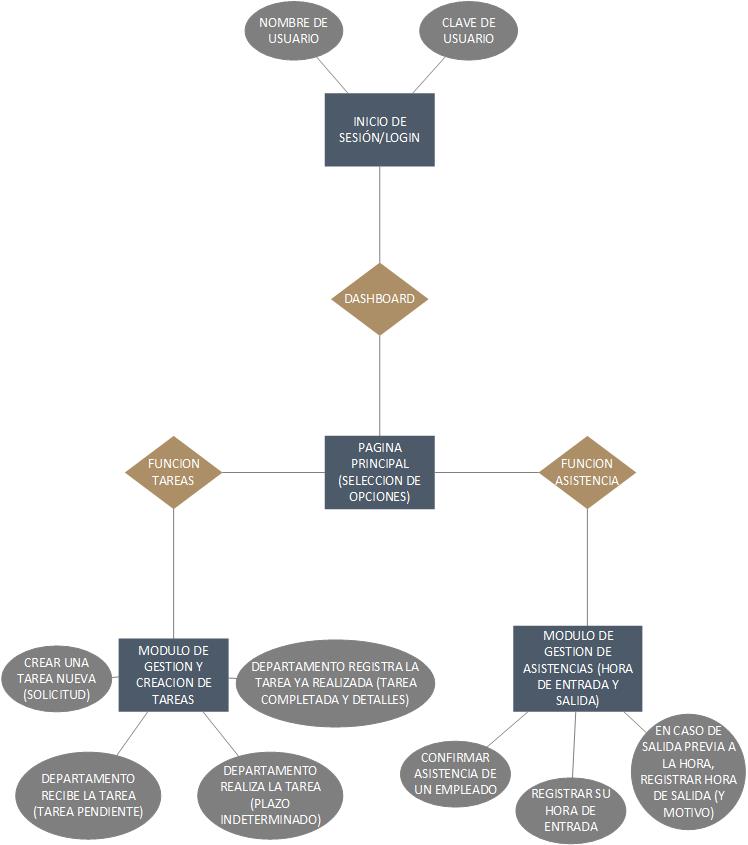 NOMBRE DE
USUARIO
CLAVE DE
USUARIO
INICIO DE
SESIÓN/LOGIN
DASHBOARD
FUNCION
TAREAS
PAGINA
PRINCIPAL
(SELECCION DE
OPCIONES)
FUNCION
ASISTENCIA
CREAR UNA
TAREA NUEVA
(SOLICITUD)
MODULO DE
GESTION Y
CREACION DE
TAREAS
DEPARTAMENTO REGISTRA LA
TAREA YA REALIZADA (TAREA
COMPLETADA Y DETALLES)
MODULO DE
GESTION DE
ASISTENCIAS (HORA
DE ENTRADA Y
SALIDA)
DEPARTAMENTO
RECIBE LA TAREA
(TAREA PENDIENTE)
DEPARTAMENTO
REALIZA LA TAREA
(PLAZO
INDETERMINADO)
CONFIRMAR
ASISTENCIA DE
UN EMPLEADO
REGISTRAR SU
HORA DE
ENTRADA
EN CASO DE
SALIDA PREVIA A
LA HORA,
REGISTRAR HORA
DE SALIDA (Y
MOTIVO)